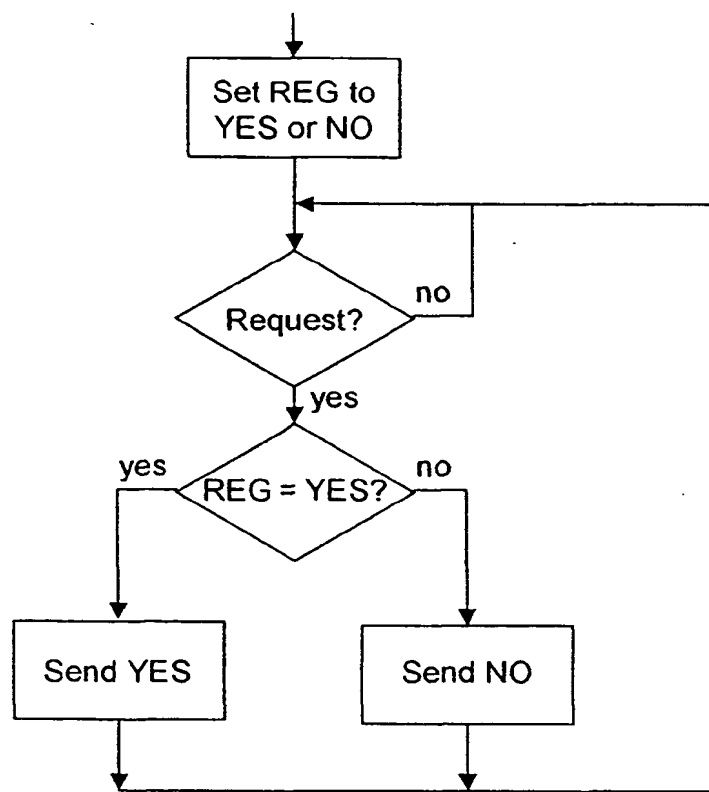 Set REG to
YES or NO
Request?
no
yes
yes
REG = YES?
no
Send YES
Send NO